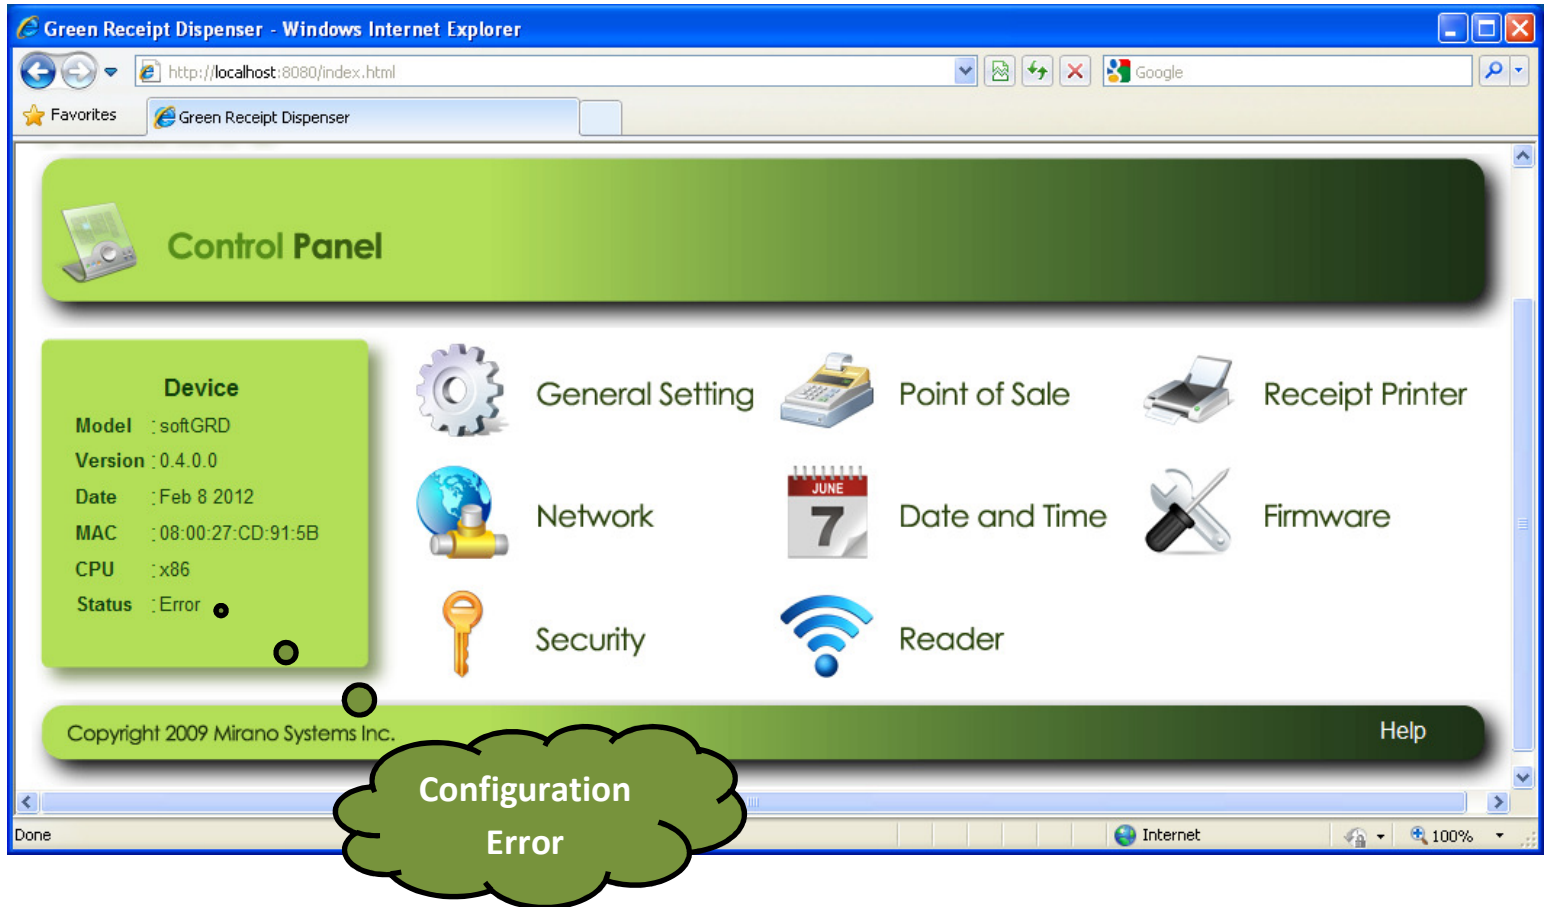 Green Receipt Dispenser - Windows Internet Explorer
http://localhost:8080/index.html
Google
Favorites
Green Receipt Dispenser
Control Panel
Device
Model : softGRD
Version : 0.4.0.0
Date : Feb 8 2012
MAC : 08:00:27:CD:91:5B
CPU : x86
Status : Error
General Setting
Point of Sale
Receipt Printer
Network
JUNE
7
Date and Time
Firmware
Security
Reader
Copyright 2009 Mirano Systems Inc.
Help
Configuration
Error
Done
Internet
100%